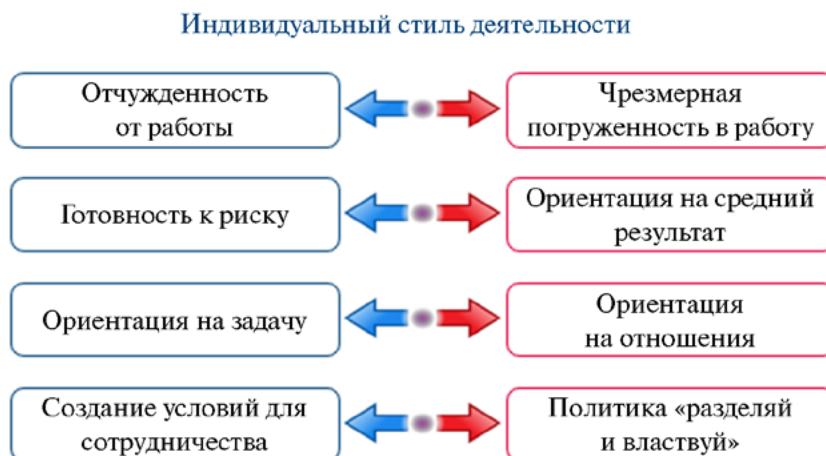 Индивидуальный стиль деятельности
Отчужденность
от работы
Чрезмерная
погруженность в работу
Готовность к риску
Ориентация на средний
результат
Ориентация на задачу
Ориентация
на отношения
Создание условий для
сотрудничества
Политика «разделяй
и властвуй»